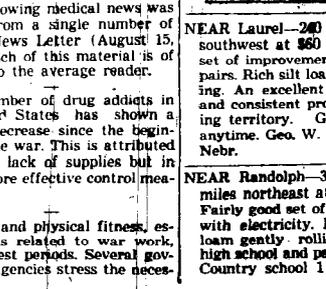 owing medical news was
rom a single number of
News Letter (August 15,
ch of this material is of
o the average reader.
mber of drug addicts in
States has shown a
ecrease since the begin-
e war. This is attributed
lack of supplies but in
ore effective control mea-
and physical fitness, es-
s related to war work,
est periods. Several gov-
gencies stress the neces-
NEAR Laurel—240
southwest at $60
set of improvemen
pairs. Rich silt loa
ing. An excellent
and consistent pro
ing territory. G
anytime. Geo. W.
Nebr.
NEAR Randolph—3
miles northeast a
Fairly good set of
with electricity.
loam gently rolli
high school and pa
Country school 1